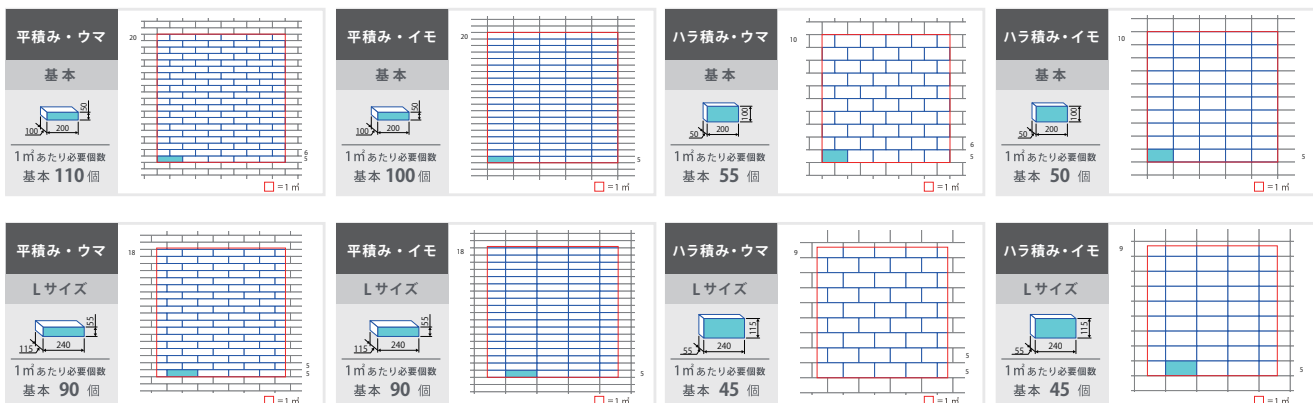 平積み・ウマ
基本
50
100
200
1㎡あたり必要個数
基本 110 個
20
6
5
=1㎡
平積み・イモ
基本
50
100
200
1㎡あたり必要個数
基本 100 個
20
5
=1㎡
ハラ積み・ウマ
基本
100
50
200
1㎡あたり必要個数
基本 55 個
10
6
5
=1㎡
ハラ積み・イモ
基本
100
50
200
1㎡あたり必要個数
基本 50 個
10
5
=1㎡
平積み・ウマ
Lサイズ
55
115
240
1㎡あたり必要個数
基本 90 個
18
5
5
=1㎡
平積み・イモ
Lサイズ
55
115
240
1㎡あたり必要個数
基本 90 個
18
5
=1㎡
ハラ積み・ウマ
Lサイズ
115
55
240
1㎡あたり必要個数
基本 45 個
9
5
5
=1㎡
ハラ積み・イモ
Lサイズ
115
55
240
1㎡あたり必要個数
基本 45 個
9
5
=1㎡